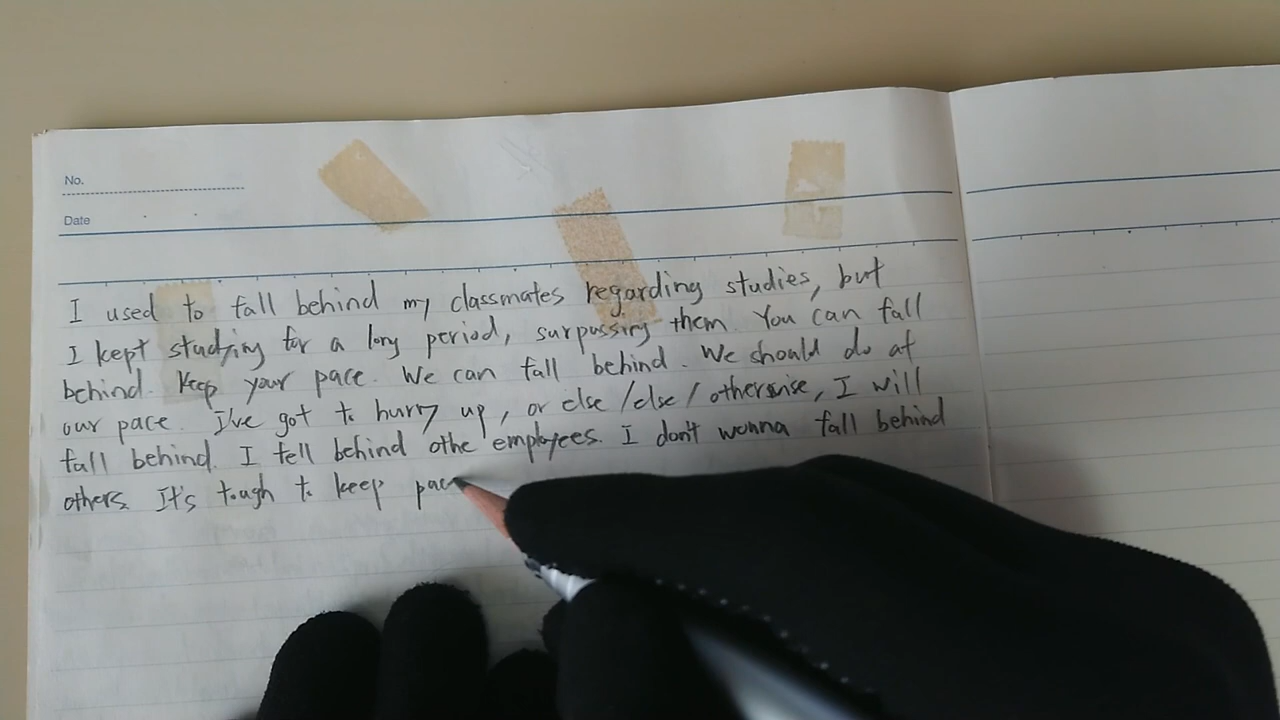 No.
Date
I used to fall behind my classmates regarding studies, but
I kept studying for a long period, surpassing them. You can fall
behind. Keep your pace. We can fall behind. We should do at
our pace. I've got to hurry up, or else / else / otherwise, I will
fall behind. I fell behind othe employees. I don't wanna fall behind
others. It's tough to keep pac